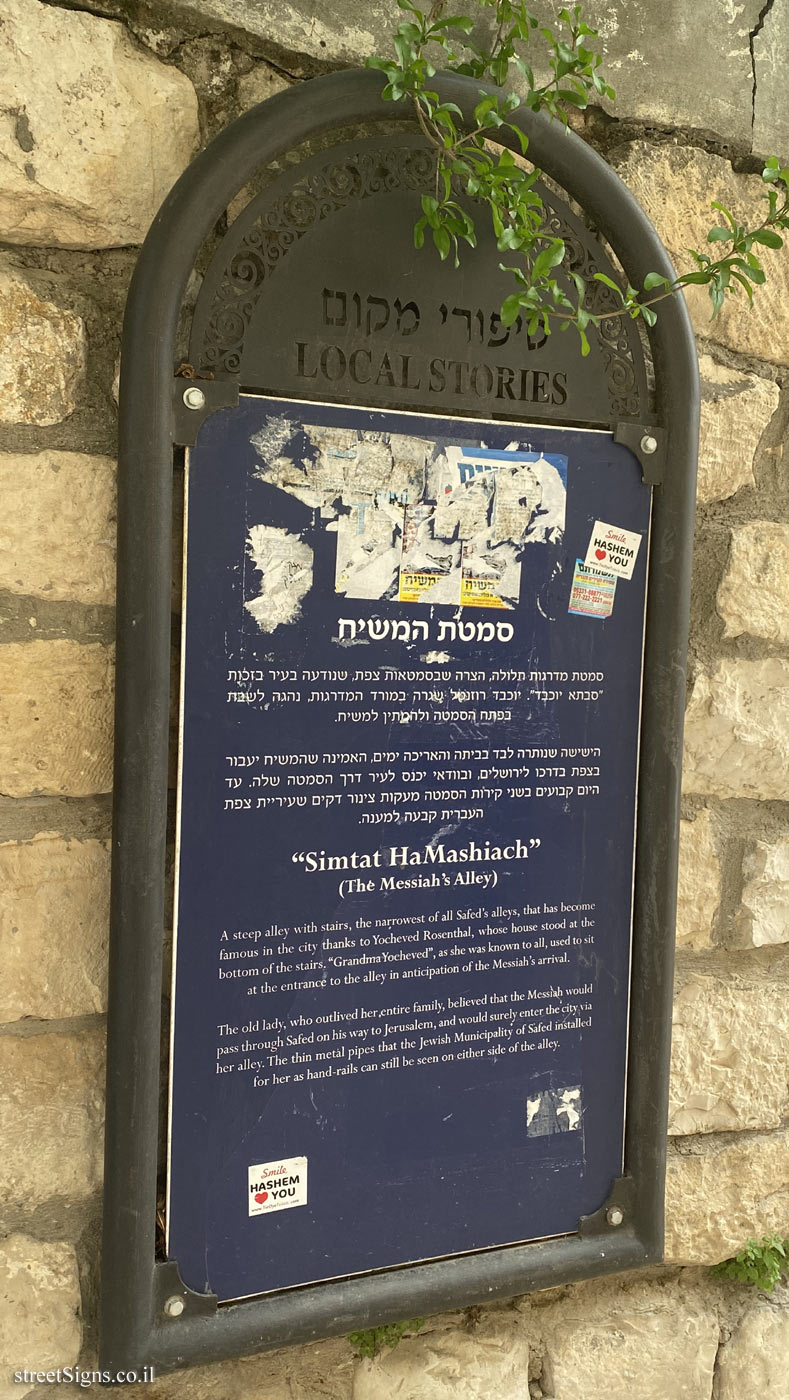 סיפורי מקום
LOCAL STORIES
משיח
משיח
Smile
HASHEM
YOU
סמטת המשיח
סמטת מדרגות תלולה, הצרה שבסמטאות צפת, שנודעה בעיר בזכות
"סבתא יוכבד". יוכבד רוזנטל שגרה במורד המדרגות, נהגה לשבת
בפתח הסמטה ולהמתין למשיח.
הישישה שנותרה לבד בביתה והאריכה ימים, האמינה שהמשיח יעבור
בצפת בדרכו לירושלים, ובוודאי יכנס לעיר דרך הסמטה שלה. עד
היום קבועים בשני קירות הסמטה מעקות צינור דקים שעיריית צפת
העברית קבעה למענה.
"Simtat HaMashiach"
(The Messiah's Alley)
A steep alley with stairs, the narrowest of all Safed's alleys, that has become
famous in the city thanks to Yocheved Rosenthal, whose house stood at the
bottom of the stairs. "Grandma Yocheved", as she was known to all, used to sit
at the entrance to the alley in anticipation of the Messiah's arrival.
The old lady, who outlived her entire family, believed that the Messiah would
pass through Safed on his way to Jerusalem, and would surely enter the city via
her alley. The thin metal pipes that the Jewish Municipality of Safed installed
for her as hand-rails can still be seen on either side of the alley.
Smile
HASHEM
YOU
streetSigns.co.il